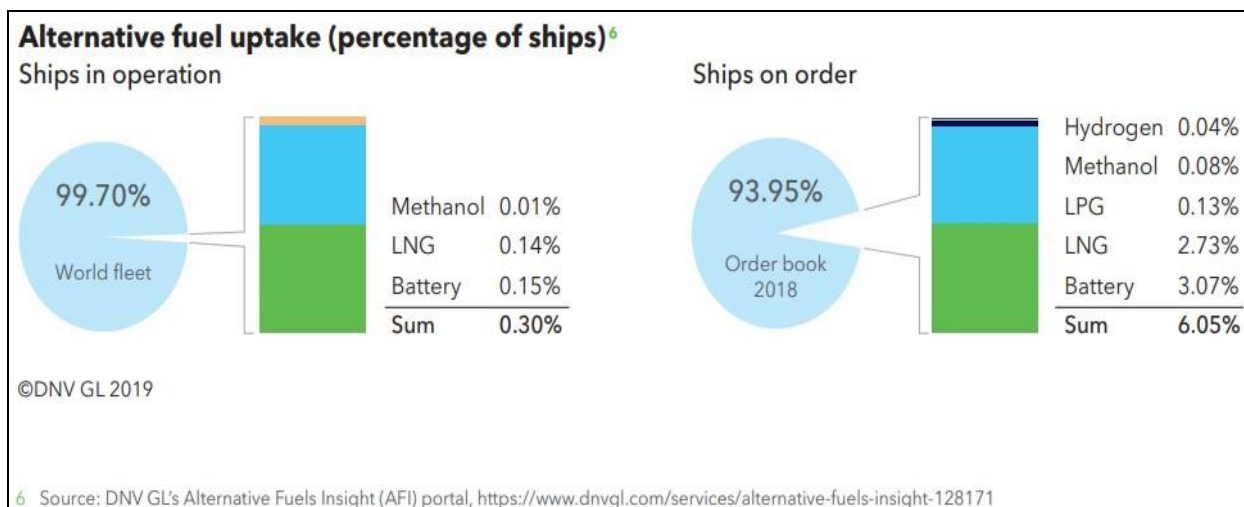 Alternative fuel uptake (percentage of ships)6
Ships in operation
99.70%
World fleet
Methanol 0.01%
LNG 0.14%
Battery 0.15%
Sum 0.30%
Ships on order
93.95%
Order book
2018
Hydrogen 0.04%
Methanol 0.08%
LPG 0.13%
LNG 2.73%
Battery 3.07%
Sum 6.05%
©DNV GL 2019
6 Source: DNV GL's Alternative Fuels Insight (AFI) portal, https://www.dnvgl.com/services/alternative-fuels-insight-128171